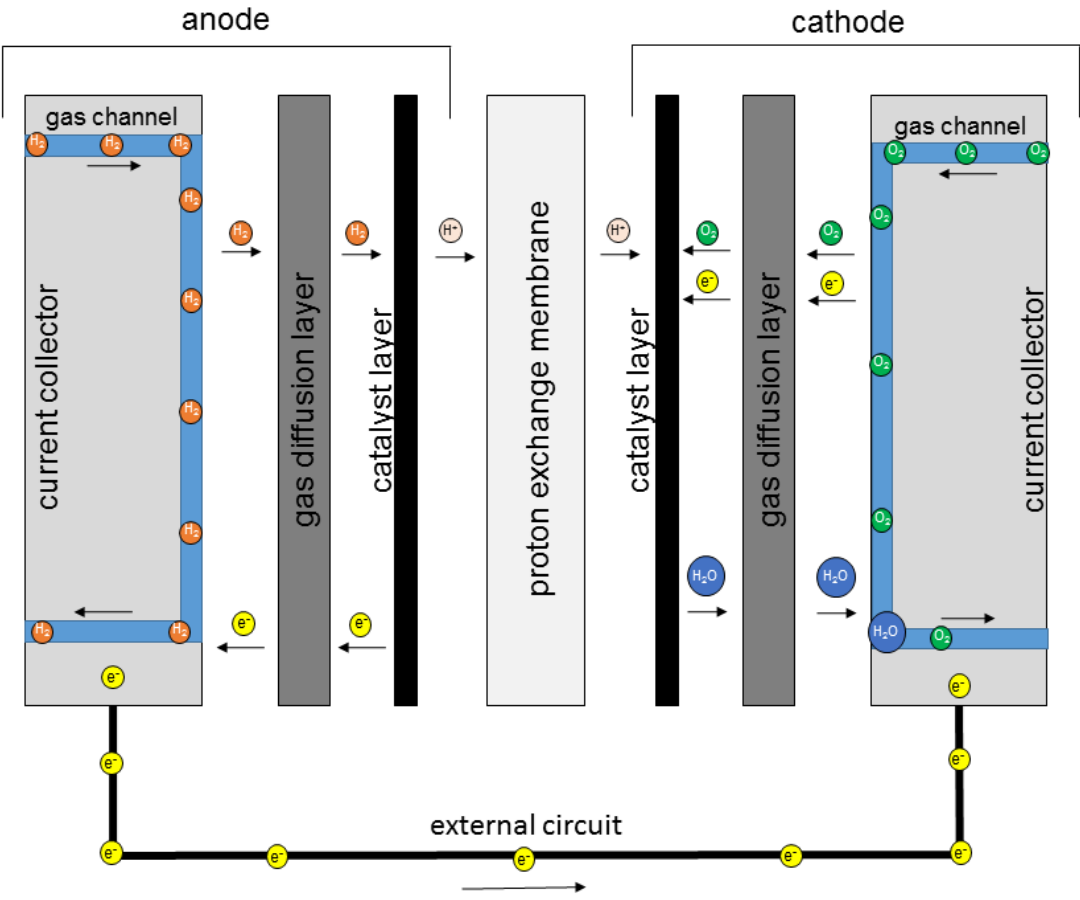 anode
cathode
gas channel
gas channel
H₂ H₂ H₂
O₂ O₂ O₂
H₂
O₂
H₂
H₂
H⁺
H⁺
O₂
O₂
e⁻
e⁻
H₂
O₂
H₂
O₂
H₂
current collector
gas diffusion layer
catalyst layer
proton exchange membrane
catalyst layer
gas diffusion layer
current collector
H₂O
H₂O
H₂ H₂
e⁻
e⁻
H₂O
O₂
e⁻
e⁻
e⁻
e⁻
external circuit
e⁻
e⁻
e⁻
e⁻
e⁻